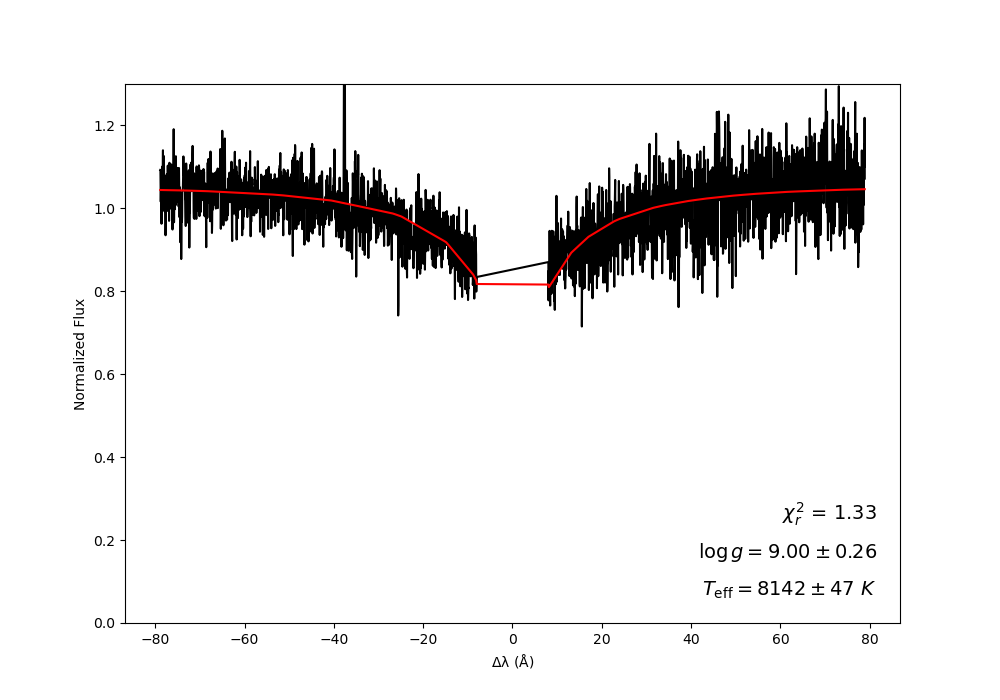 1.2
1.0
0.8
0.6
0.4
0.2
0.0
Normalized Flux
χ²ᵣ = 1.33
log g = 9.00 ± 0.26
T_eff = 8142 ± 47 K
−80 −60 −40 −20 0 20 40 60 80
Δλ (Å)